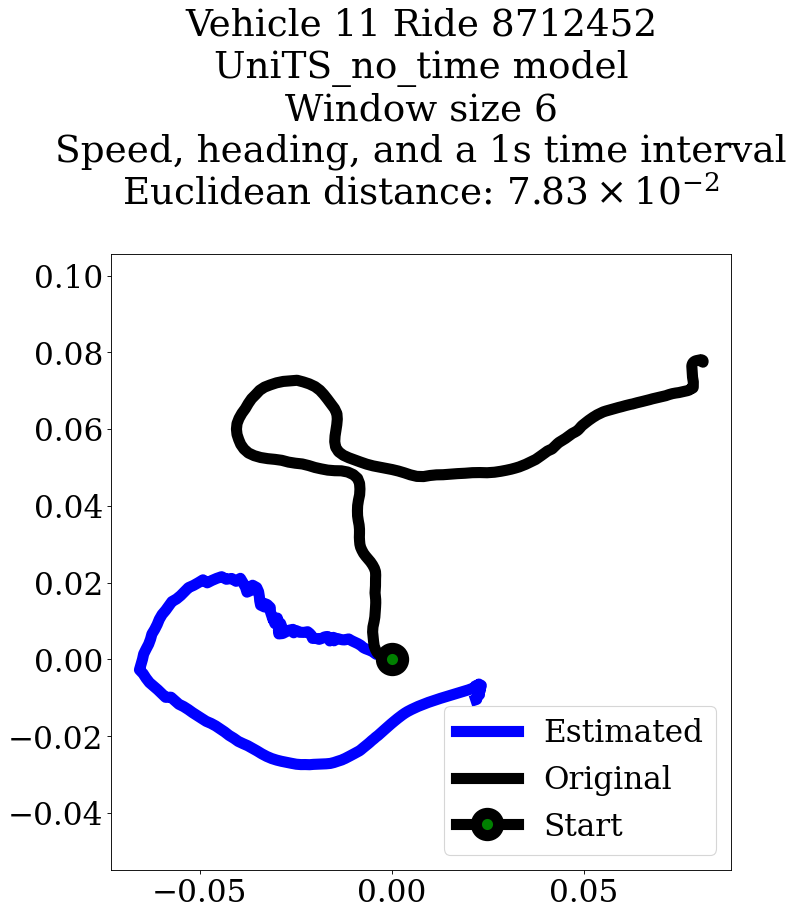 Vehicle 11 Ride 8712452
UniTS_no_time model
Window size 6
Speed, heading, and a 1s time interval
Euclidean distance: 7.83 × 10⁻²
0.10
0.08
0.06
0.04
0.02
0.00
−0.02
−0.04
Estimated
Original
Start
−0.05 0.00 0.05